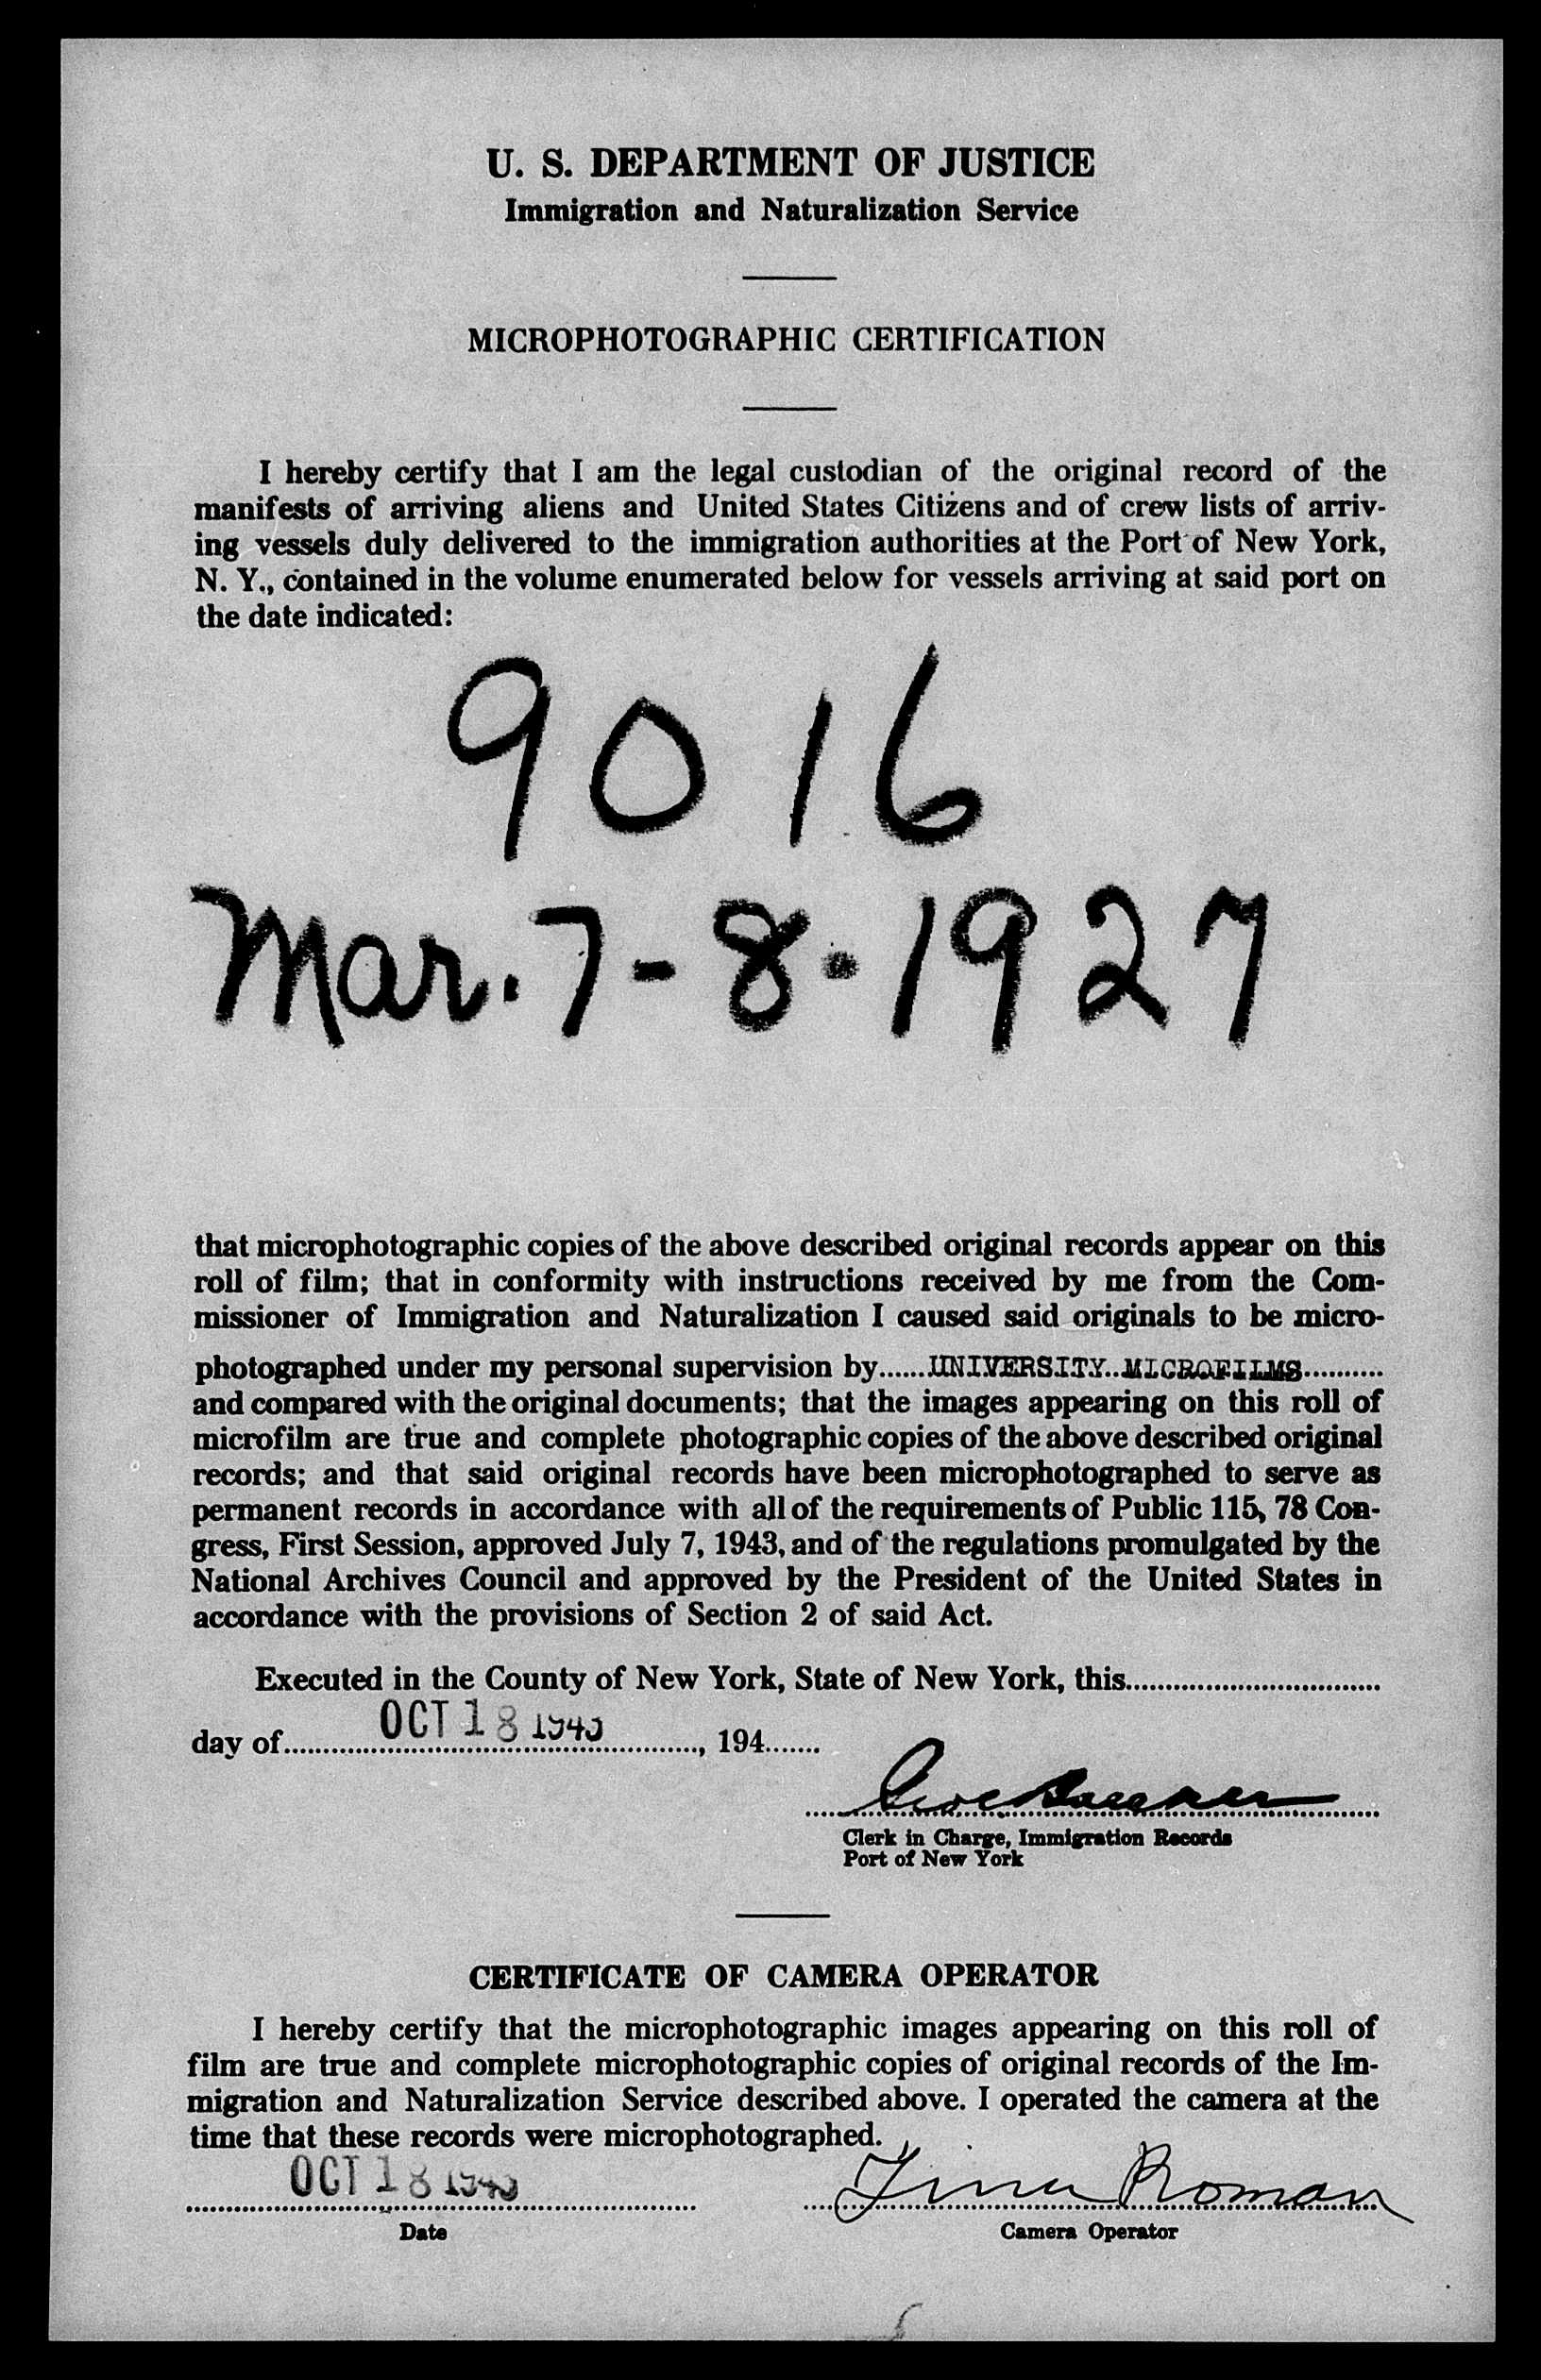 U. S. DEPARTMENT OF JUSTICE
Immigration and Naturalization Service
MICROPHOTOGRAPHIC CERTIFICATION
I hereby certify that I am the legal custodian of the original record of the
manifests of arriving aliens and United States Citizens and of crew lists of arriv-
ing vessels duly delivered to the immigration authorities at the Port of New York,
N. Y., contained in the volume enumerated below for vessels arriving at said port on
the date indicated:
9016
Mar. 7-8-1927
that microphotographic copies of the above described original records appear on this
roll of film; that in conformity with instructions received by me from the Com-
missioner of Immigration and Naturalization I caused said originals to be micro-
photographed under my personal supervision by......UNIVERSITY..MICROFILMS..........
and compared with the original documents; that the images appearing on this roll of
microfilm are true and complete photographic copies of the above described original
records; and that said original records have been microphotographed to serve as
permanent records in accordance with all of the requirements of Public 115, 78 Con-
gress, First Session, approved July 7, 1943, and of the regulations promulgated by the
National Archives Council and approved by the President of the United States in
accordance with the provisions of Section 2 of said Act.
Executed in the County of New York, State of New York, this................................
day of............OCT 18............, 194.......
Clerk in Charge, Immigration Records
Port of New York
CERTIFICATE OF CAMERA OPERATOR
I hereby certify that the microphotographic images appearing on this roll of
film are true and complete microphotographic copies of original records of the Im-
migration and Naturalization Service described above. I operated the camera at the
time that these records were microphotographed.
OCT 18 Roman
Date Camera Operator